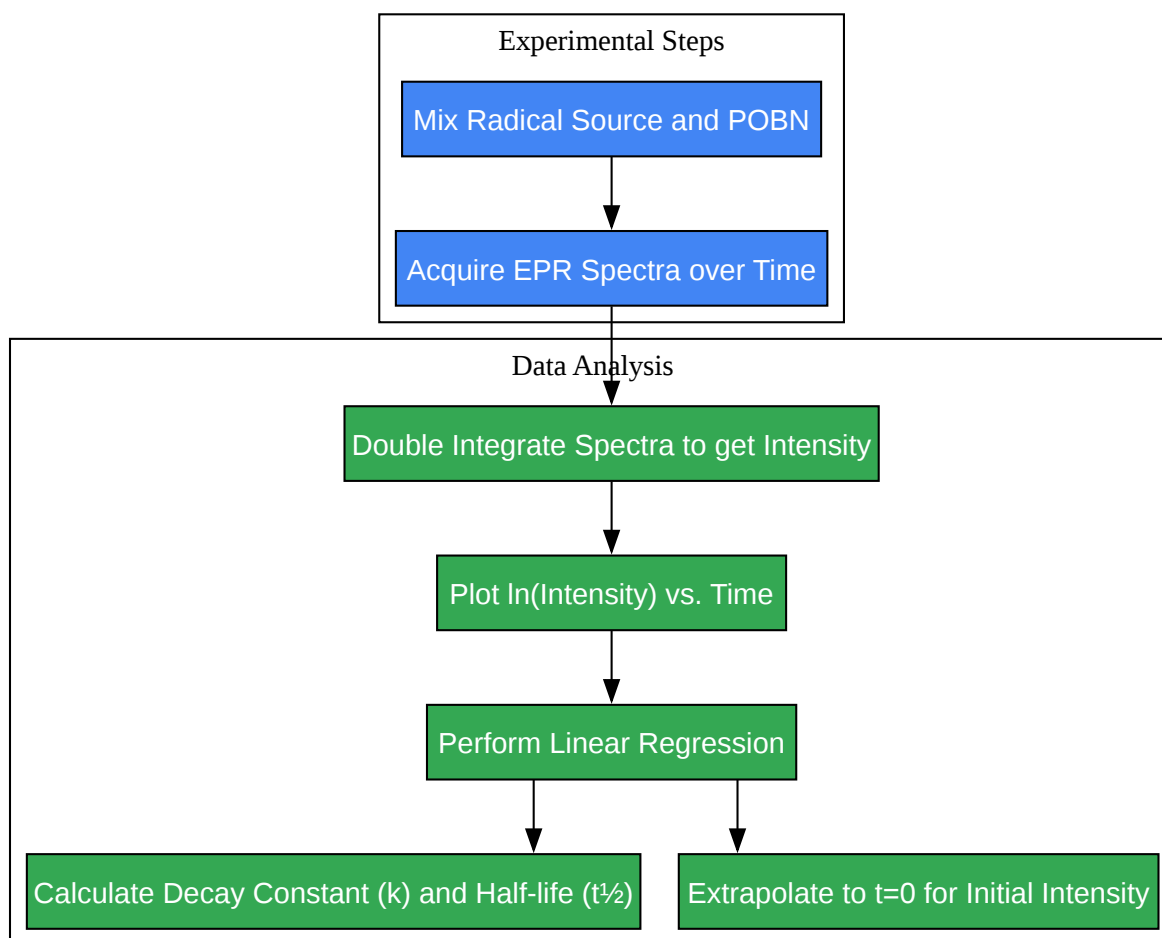 Experimental Steps
Mix Radical Source and POBN
Acquire EPR Spectra over Time
Data Analysis
Double Integrate Spectra to get Intensity
Plot ln(Intensity) vs. Time
Perform Linear Regression
Calculate Decay Constant (k) and Half-life (t½)
Extrapolate to t=0 for Initial Intensity